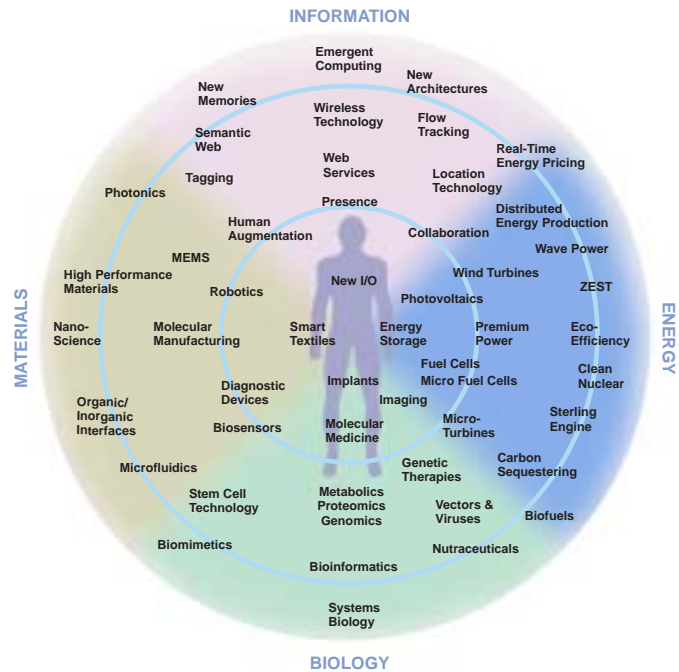 INFORMATION
Emergent
Computing
New
Architectures
New
Memories
Wireless
Technology
Flow
Tracking
Semantic
Web
Real-Time
Energy Pricing
Web
Services
Location
Technology
Tagging
Photonics
Presence
Distributed
Energy Production
Human
Augmentation
Collaboration
Wave Power
MEMS
Wind Turbines
High Performance
Materials
New I/O
ZEST
Robotics
Photovoltaics
MATERIALS
Nano-
Science
Molecular
Manufacturing
Smart
Textiles
Energy
Storage
Premium
Power
Eco-
Efficiency
ENERGY
Fuel Cells
Clean
Nuclear
Implants
Micro Fuel Cells
Diagnostic
Devices
Imaging
Organic/
Inorganic
Interfaces
Sterling
Engine
Biosensors
Molecular
Medicine
Micro-
Turbines
Microfluidics
Genetic
Therapies
Carbon
Sequestering
Stem Cell
Technology
Metabolics
Proteomics
Genomics
Vectors &
Viruses
Biofuels
Biomimetics
Nutraceuticals
Bioinformatics
Systems
Biology
BIOLOGY